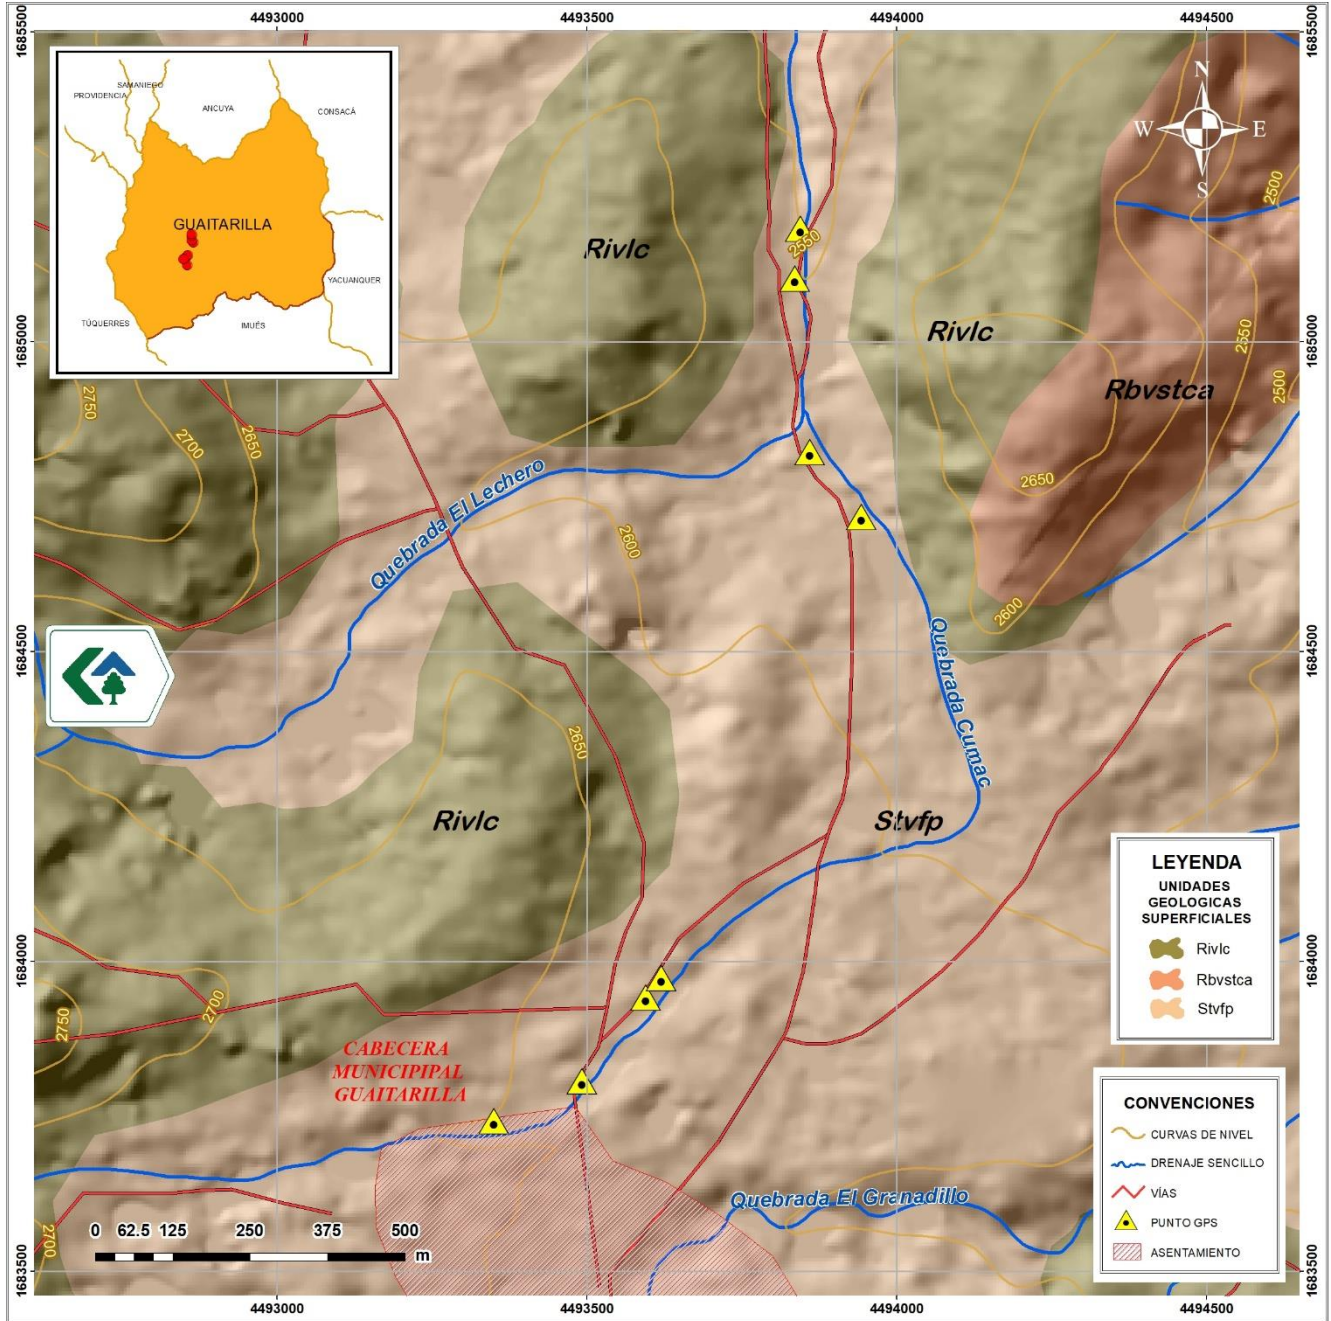 4493000
4493500
4494000
4494500
1685500
1685500
SAMANIEGO
PROVIDENCIA
ANCUYA
CONSACÁ
GUAITARILLA
YACUANQUER
TÚQUERRES
IMUÉS
N
W
E
S
2500
Rivlc
2550
Rivlc
2550
1685000
1685000
Rbvstca
2500
2750
2700
2650
2650
Quebrada El Lechero
2600
2600
1684500
1684500
Quebrada Cumac
2650
Rivlc
Stvfp
LEYENDA
UNIDADES
GEOLOGICAS
SUPERFICIALES
Rivlc
Rbvstca
Stvfp
1684000
1684000
2700
2750
CABECERA
MUNICIPIPAL
GUAITARILLA
CONVENCIONES
CURVAS DE NIVEL
DRENAJE SENCILLO
VÍAS
PUNTO GPS
ASENTAMIENTO
Quebrada El Granadillo
2700
0 62.5 125 250 375 500
m
1683500
1683500
4493000
4493500
4494000
4494500